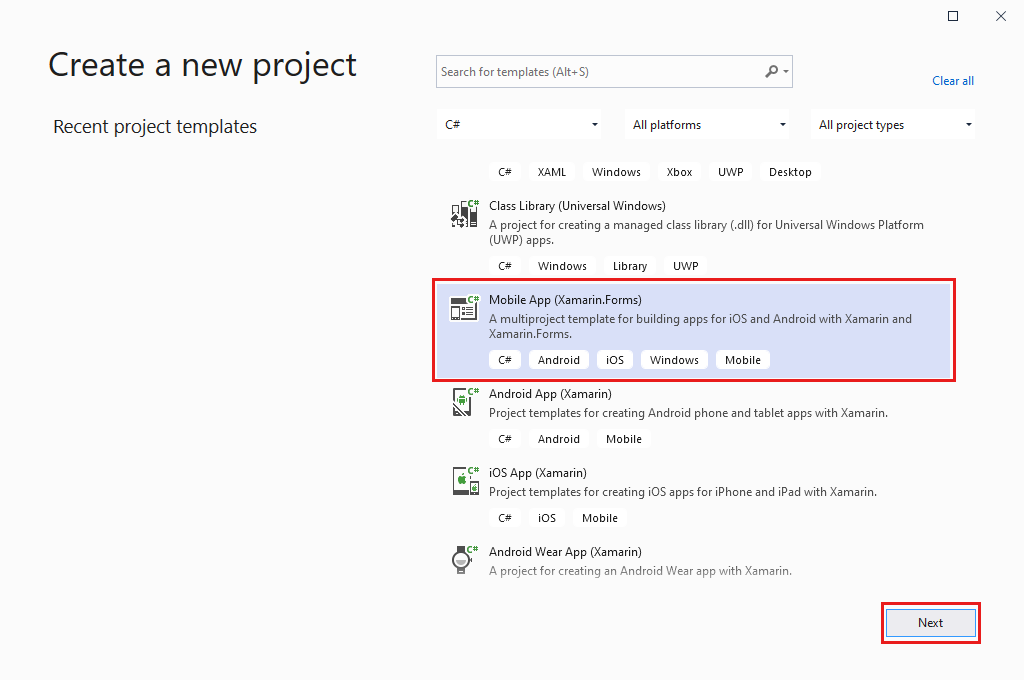 Create a new project
Search for templates (Alt+S)
Clear all
Recent project templates
C# All platforms All project types
C# XAML Windows Xbox UWP Desktop
C#
Class Library (Universal Windows)
A project for creating a managed class library (.dll) for Universal Windows Platform
(UWP) apps.
C# Windows Library UWP
C#
Mobile App (Xamarin.Forms)
A multiproject template for building apps for iOS and Android with Xamarin and
Xamarin.Forms.
C# Android iOS Windows Mobile
C#
Android App (Xamarin)
Project templates for creating Android phone and tablet apps with Xamarin.
C# Android Mobile
C#
iOS App (Xamarin)
Project templates for creating iOS apps for iPhone and iPad with Xamarin.
C# iOS Mobile
C#
Android Wear App (Xamarin)
A project for creating an Android Wear app with Xamarin.
Next